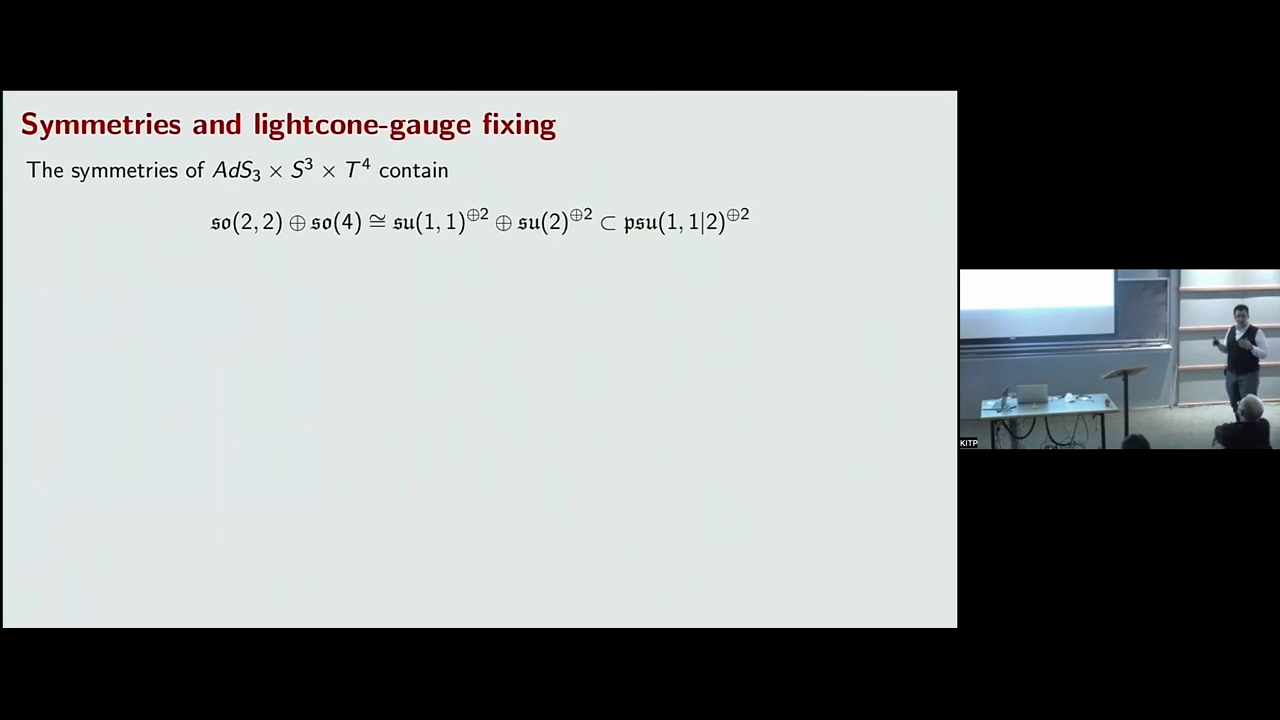 Symmetries and lightcone-gauge fixing
The symmetries of AdS₃ × S³ × T⁴ contain
𝔰𝔬(2, 2) ⊕ 𝔰𝔬(4) ≅ 𝔰𝔲(1, 1)^⊕2 ⊕ 𝔰𝔲(2)^⊕2 ⊂ 𝔭𝔰𝔲(1, 1|2)^⊕2
KITP